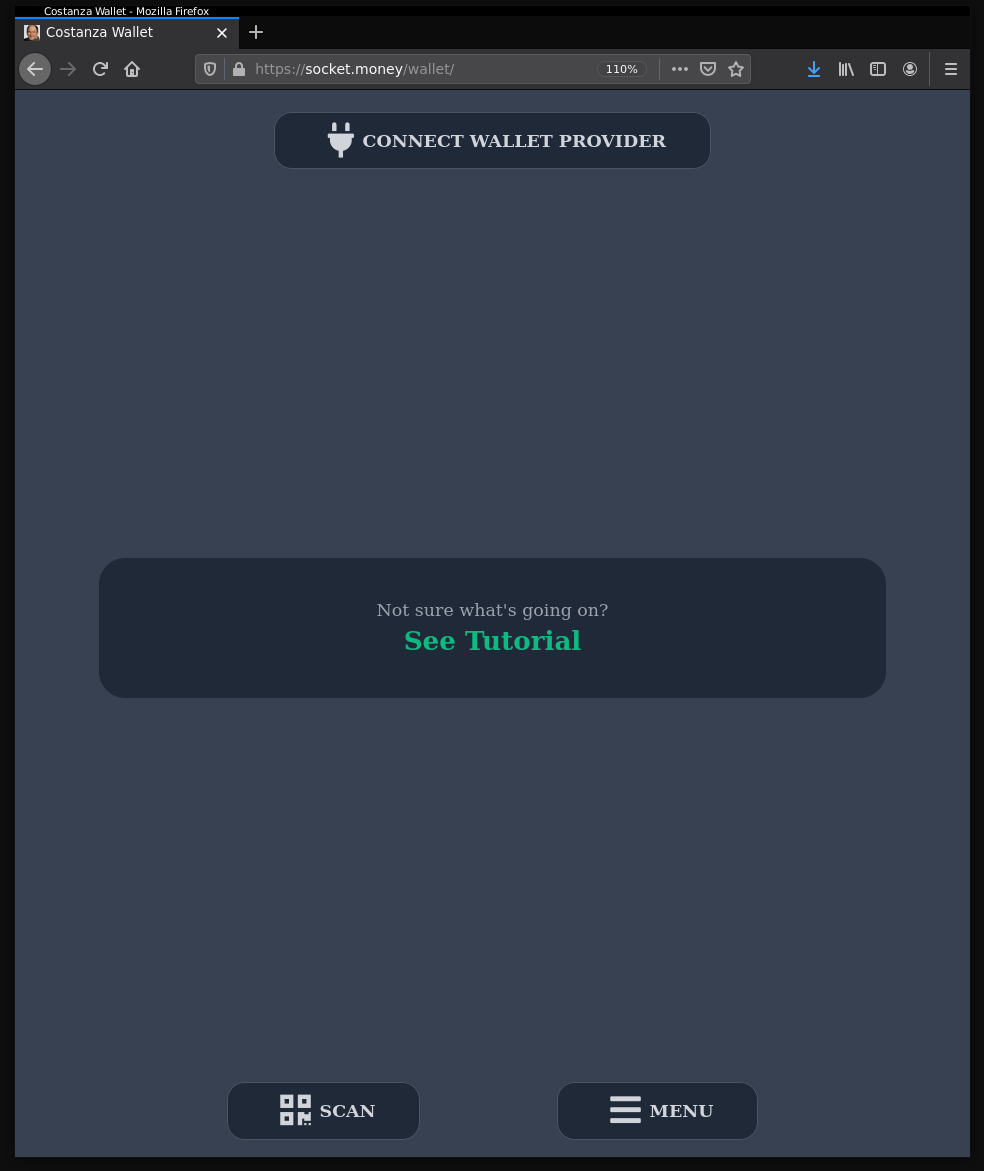 Costanza Wallet - Mozilla Firefox
Costanza Wallet
https://socket.money/wallet/ 110%
CONNECT WALLET PROVIDER
Not sure what's going on?
See Tutorial
SCAN
MENU